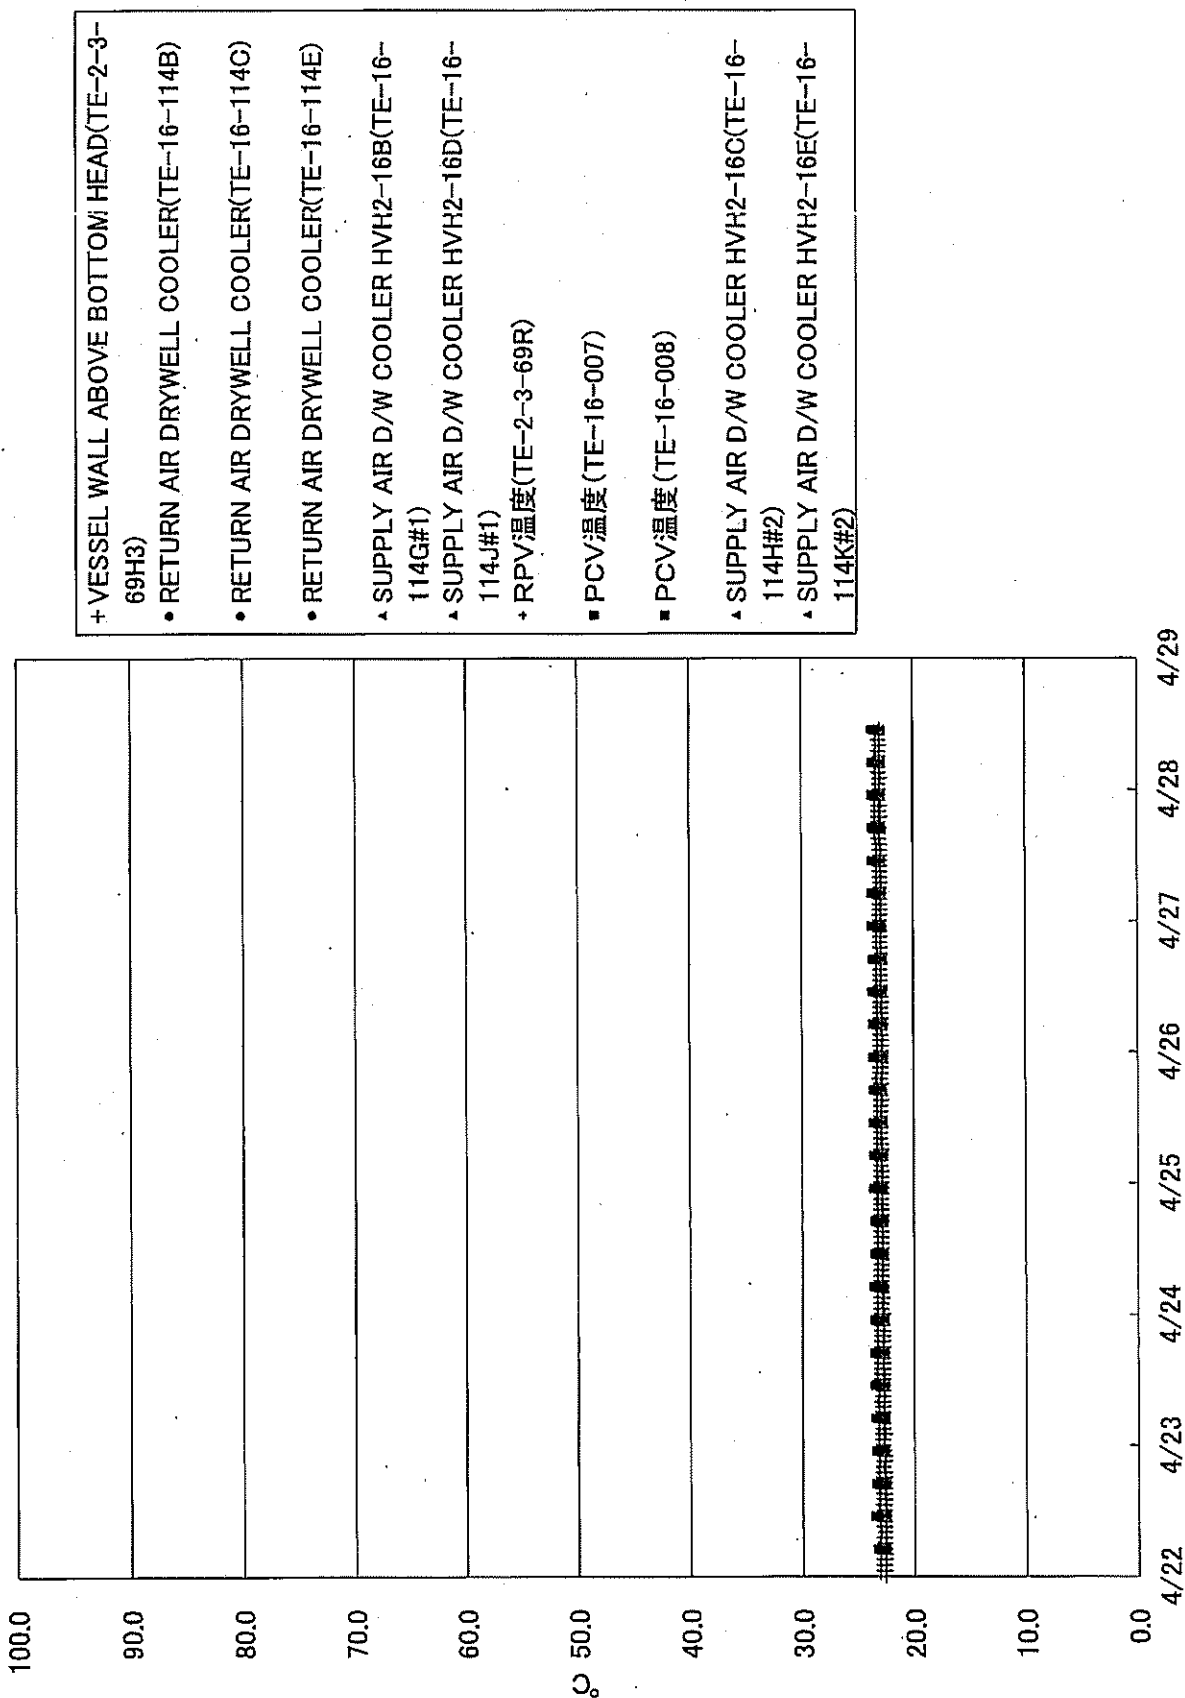 100.0
90.0
80.0
70.0
60.0
50.0
40.0
30.0
20.0
10.0
0.0
℃
4/22
4/23
4/24
4/25
4/26
4/27
4/28
4/29
+ VESSEL WALL ABOVE BOTTOM HEAD(TE-2-3-
69H3)
• RETURN AIR DRYWELL COOLER(TE-16-114B)
• RETURN AIR DRYWELL COOLER(TE-16-114C)
• RETURN AIR DRYWELL COOLER(TE-16-114E)
▲ SUPPLY AIR D/W COOLER HVH2-16B(TE-16-
114G#1)
▲ SUPPLY AIR D/W COOLER HVH2-16D(TE-16-
114J#1)
+ RPV温度(TE-2-3-69R)
■ PCV温度(TE-16-007)
■ PCV温度(TE-16-008)
▲ SUPPLY AIR D/W COOLER HVH2-16C(TE-16-
114H#2)
▲ SUPPLY AIR D/W COOLER HVH2-16E(TE-16-
114K#2)